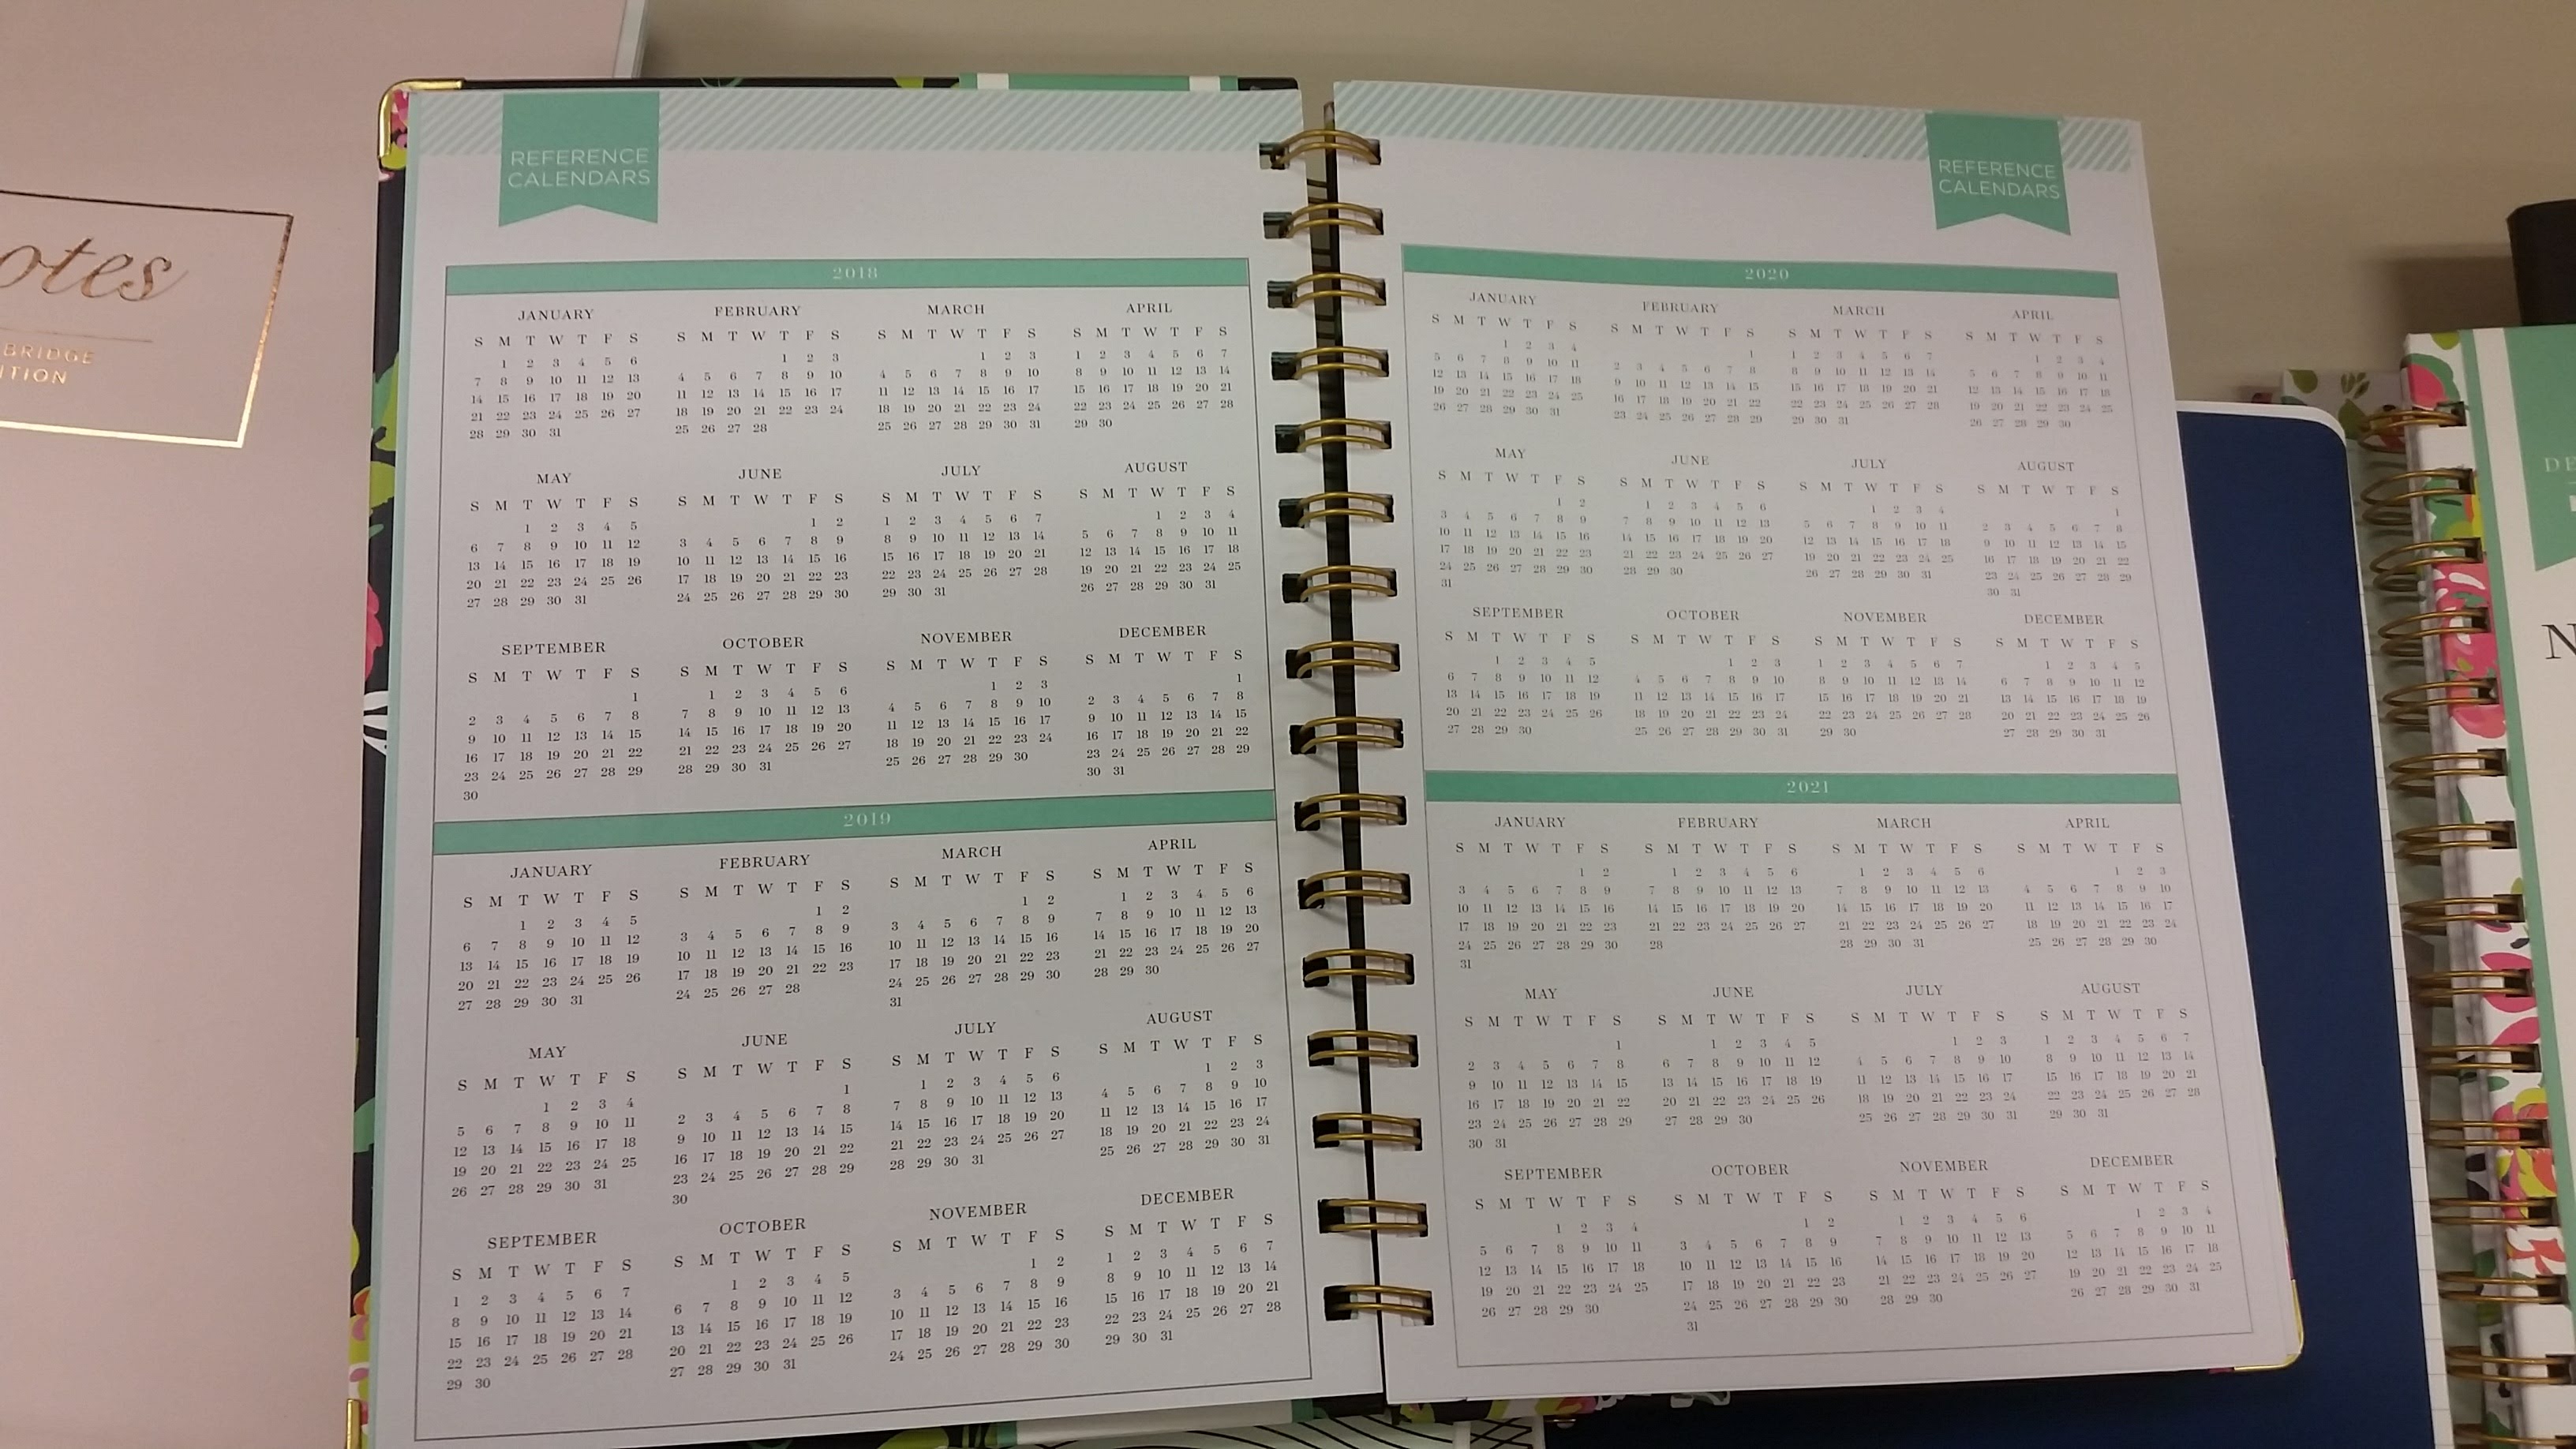 otes
BRIDGE
ITION
REFERENCE
CALENDARS
2018
JANUARY
S M T W T F S
1 2 3 4 5 6
7 8 9 10 11 12 13
14 15 16 17 18 19 20
21 22 23 24 25 26 27
28 29 30 31
FEBRUARY
S M T W T F S
1 2 3
4 5 6 7 8 9 10
11 12 13 14 15 16 17
18 19 20 21 22 23 24
25 26 27 28
MARCH
S M T W T F S
1 2 3
4 5 6 7 8 9 10
11 12 13 14 15 16 17
18 19 20 21 22 23 24
25 26 27 28 29 30 31
APRIL
S M T W T F S
1 2 3 4 5 6 7
8 9 10 11 12 13 14
15 16 17 18 19 20 21
22 23 24 25 26 27 28
29 30
MAY
S M T W T F S
1 2 3 4 5
6 7 8 9 10 11 12
13 14 15 16 17 18 19
20 21 22 23 24 25 26
27 28 29 30 31
JUNE
S M T W T F S
1 2
3 4 5 6 7 8 9
10 11 12 13 14 15 16
17 18 19 20 21 22 23
24 25 26 27 28 29 30
JULY
S M T W T F S
1 2 3 4 5 6 7
8 9 10 11 12 13 14
15 16 17 18 19 20 21
22 23 24 25 26 27 28
29 30 31
AUGUST
S M T W T F S
1 2 3 4
5 6 7 8 9 10 11
12 13 14 15 16 17 18
19 20 21 22 23 24 25
26 27 28 29 30 31
SEPTEMBER
S M T W T F S
1
2 3 4 5 6 7 8
9 10 11 12 13 14 15
16 17 18 19 20 21 22
23 24 25 26 27 28 29
30
OCTOBER
S M T W T F S
1 2 3 4 5 6
7 8 9 10 11 12 13
14 15 16 17 18 19 20
21 22 23 24 25 26 27
28 29 30 31
NOVEMBER
S M T W T F S
1 2 3
4 5 6 7 8 9 10
11 12 13 14 15 16 17
18 19 20 21 22 23 24
25 26 27 28 29 30
DECEMBER
S M T W T F S
1
2 3 4 5 6 7 8
9 10 11 12 13 14 15
16 17 18 19 20 21 22
23 24 25 26 27 28 29
30 31
2019
JANUARY
S M T W T F S
1 2 3 4 5
6 7 8 9 10 11 12
13 14 15 16 17 18 19
20 21 22 23 24 25 26
27 28 29 30 31
FEBRUARY
S M T W T F S
1 2
3 4 5 6 7 8 9
10 11 12 13 14 15 16
17 18 19 20 21 22 23
24 25 26 27 28
MARCH
S M T W T F S
1 2
3 4 5 6 7 8 9
10 11 12 13 14 15 16
17 18 19 20 21 22 23
24 25 26 27 28 29 30
31
APRIL
S M T W T F S
1 2 3 4 5 6
7 8 9 10 11 12 13
14 15 16 17 18 19 20
21 22 23 24 25 26 27
28 29 30
MAY
S M T W T F S
1 2 3 4
5 6 7 8 9 10 11
12 13 14 15 16 17 18
19 20 21 22 23 24 25
26 27 28 29 30 31
JUNE
S M T W T F S
1
2 3 4 5 6 7 8
9 10 11 12 13 14 15
16 17 18 19 20 21 22
23 24 25 26 27 28 29
30
JULY
S M T W T F S
1 2 3 4 5 6
7 8 9 10 11 12 13
14 15 16 17 18 19 20
21 22 23 24 25 26 27
28 29 30 31
AUGUST
S M T W T F S
1 2 3
4 5 6 7 8 9 10
11 12 13 14 15 16 17
18 19 20 21 22 23 24
25 26 27 28 29 30 31
SEPTEMBER
S M T W T F S
1 2 3 4 5 6 7
8 9 10 11 12 13 14
15 16 17 18 19 20 21
22 23 24 25 26 27 28
29 30
OCTOBER
S M T W T F S
1 2 3 4 5
6 7 8 9 10 11 12
13 14 15 16 17 18 19
20 21 22 23 24 25 26
27 28 29 30 31
NOVEMBER
S M T W T F S
1 2
3 4 5 6 7 8 9
10 11 12 13 14 15 16
17 18 19 20 21 22 23
24 25 26 27 28 29 30
DECEMBER
S M T W T F S
1 2 3 4 5 6 7
8 9 10 11 12 13 14
15 16 17 18 19 20 21
22 23 24 25 26 27 28
29 30 31
REFERENCE
CALENDARS
2020
JANUARY
S M T W T F S
1 2 3 4
5 6 7 8 9 10 11
12 13 14 15 16 17 18
19 20 21 22 23 24 25
26 27 28 29 30 31
FEBRUARY
S M T W T F S
1
2 3 4 5 6 7 8
9 10 11 12 13 14 15
16 17 18 19 20 21 22
23 24 25 26 27 28 29
MARCH
S M T W T F S
1 2 3 4 5 6 7
8 9 10 11 12 13 14
15 16 17 18 19 20 21
22 23 24 25 26 27 28
29 30 31
APRIL
S M T W T F S
1 2 3 4
5 6 7 8 9 10 11
12 13 14 15 16 17 18
19 20 21 22 23 24 25
26 27 28 29 30
MAY
S M T W T F S
1 2
3 4 5 6 7 8 9
10 11 12 13 14 15 16
17 18 19 20 21 22 23
24 25 26 27 28 29 30
31
JUNE
S M T W T F S
1 2 3 4 5 6
7 8 9 10 11 12 13
14 15 16 17 18 19 20
21 22 23 24 25 26 27
28 29 30
JULY
S M T W T F S
1 2 3 4
5 6 7 8 9 10 11
12 13 14 15 16 17 18
19 20 21 22 23 24 25
26 27 28 29 30 31
AUGUST
S M T W T F S
1
2 3 4 5 6 7 8
9 10 11 12 13 14 15
16 17 18 19 20 21 22
23 24 25 26 27 28 29
30 31
SEPTEMBER
S M T W T F S
1 2 3 4 5
6 7 8 9 10 11 12
13 14 15 16 17 18 19
20 21 22 23 24 25 26
27 28 29 30
OCTOBER
S M T W T F S
1 2 3
4 5 6 7 8 9 10
11 12 13 14 15 16 17
18 19 20 21 22 23 24
25 26 27 28 29 30 31
NOVEMBER
S M T W T F S
1 2 3 4 5 6 7
8 9 10 11 12 13 14
15 16 17 18 19 20 21
22 23 24 25 26 27 28
29 30
DECEMBER
S M T W T F S
1 2 3 4 5
6 7 8 9 10 11 12
13 14 15 16 17 18 19
20 21 22 23 24 25 26
27 28 29 30 31
2021
JANUARY
S M T W T F S
1 2
3 4 5 6 7 8 9
10 11 12 13 14 15 16
17 18 19 20 21 22 23
24 25 26 27 28 29 30
31
FEBRUARY
S M T W T F S
1 2 3 4 5 6
7 8 9 10 11 12 13
14 15 16 17 18 19 20
21 22 23 24 25 26 27
28
MARCH
S M T W T F S
1 2 3 4 5 6
7 8 9 10 11 12 13
14 15 16 17 18 19 20
21 22 23 24 25 26 27
28 29 30 31
APRIL
S M T W T F S
1 2 3
4 5 6 7 8 9 10
11 12 13 14 15 16 17
18 19 20 21 22 23 24
25 26 27 28 29 30
MAY
S M T W T F S
1
2 3 4 5 6 7 8
9 10 11 12 13 14 15
16 17 18 19 20 21 22
23 24 25 26 27 28 29
30 31
JUNE
S M T W T F S
1 2 3 4 5
6 7 8 9 10 11 12
13 14 15 16 17 18 19
20 21 22 23 24 25 26
27 28 29 30
JULY
S M T W T F S
1 2 3
4 5 6 7 8 9 10
11 12 13 14 15 16 17
18 19 20 21 22 23 24
25 26 27 28 29 30 31
AUGUST
S M T W T F S
1 2 3 4 5 6 7
8 9 10 11 12 13 14
15 16 17 18 19 20 21
22 23 24 25 26 27 28
29 30 31
SEPTEMBER
S M T W T F S
1 2 3 4
5 6 7 8 9 10 11
12 13 14 15 16 17 18
19 20 21 22 23 24 25
26 27 28 29 30
OCTOBER
S M T W T F S
1 2
3 4 5 6 7 8 9
10 11 12 13 14 15 16
17 18 19 20 21 22 23
24 25 26 27 28 29 30
31
NOVEMBER
S M T W T F S
1 2 3 4 5 6
7 8 9 10 11 12 13
14 15 16 17 18 19 20
21 22 23 24 25 26 27
28 29 30
DECEMBER
S M T W T F S
1 2 3 4
5 6 7 8 9 10 11
12 13 14 15 16 17 18
19 20 21 22 23 24 25
26 27 28 29 30 31
DE
N